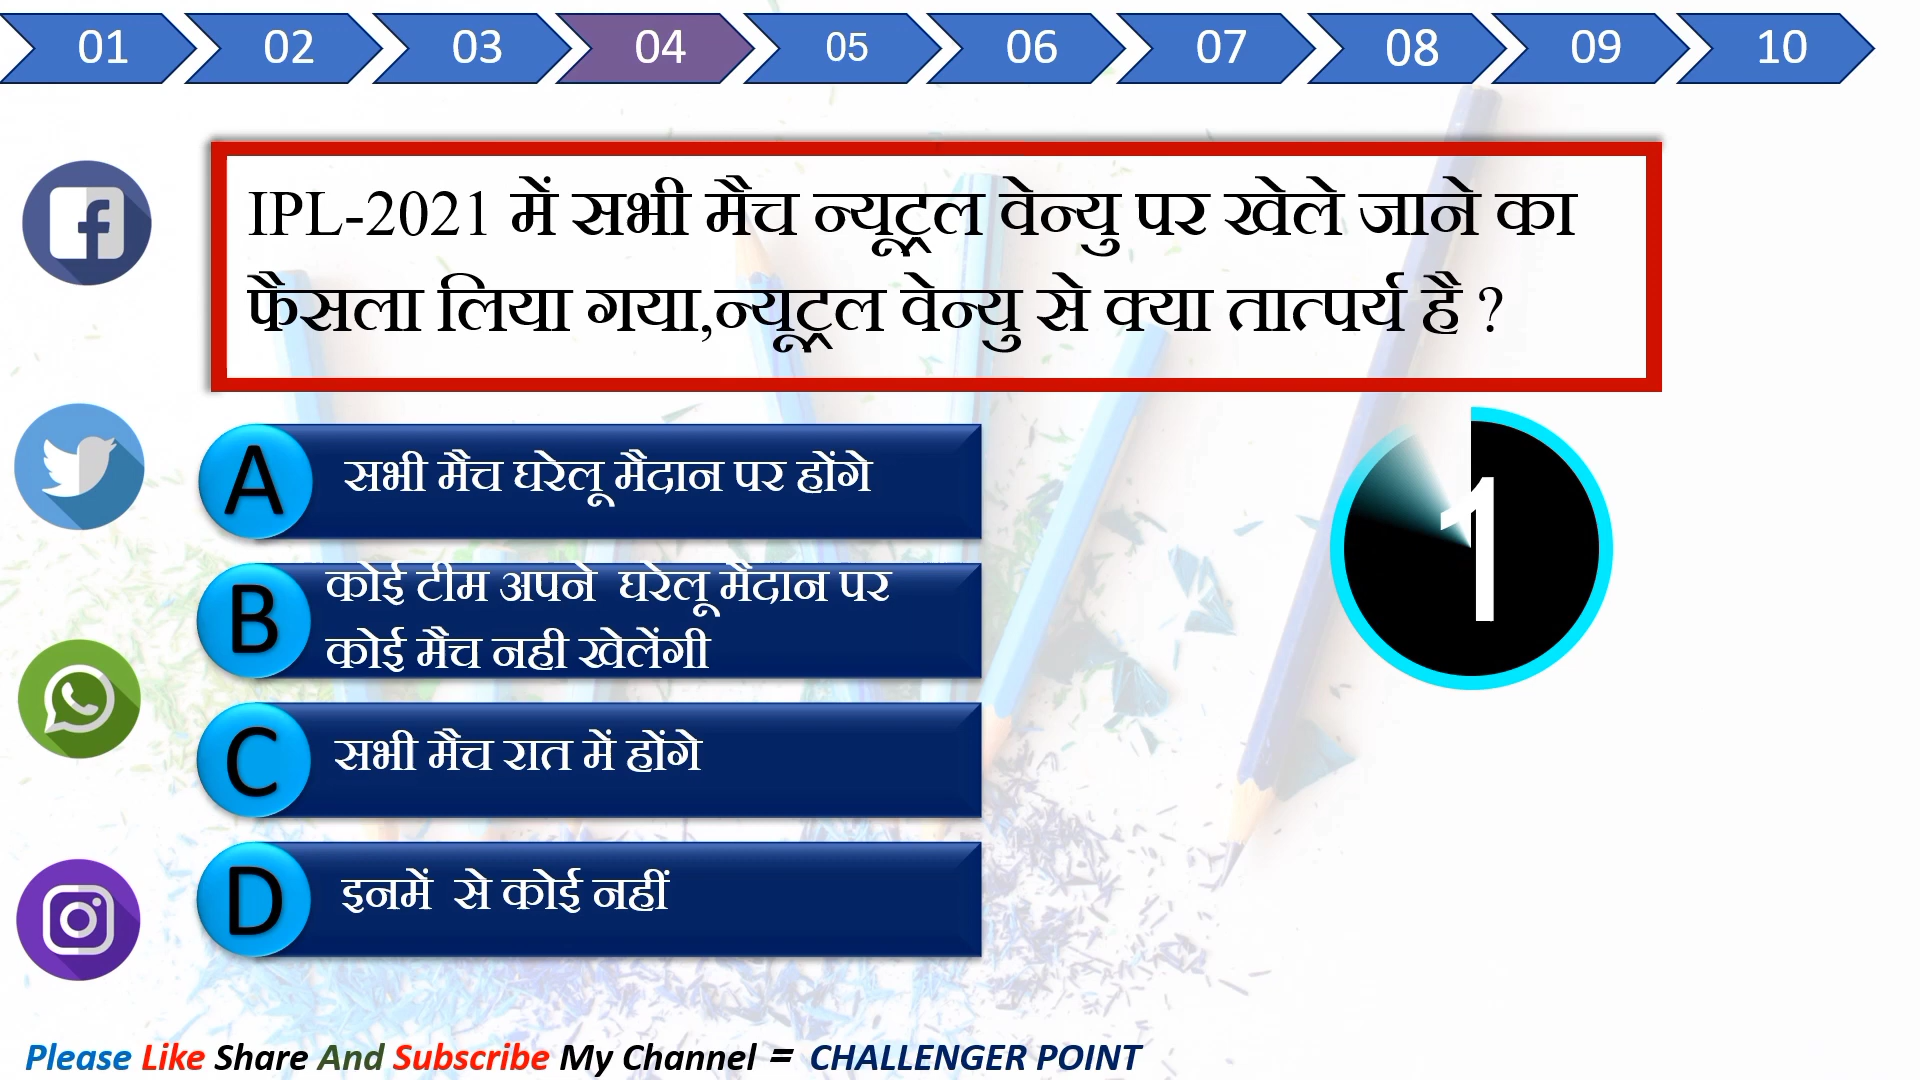 01 02 03 04 05 06 07 08 09 10
IPL-2021 में सभी मैच न्यूट्रल वेन्यु पर खेले जाने का
फैसला लिया गया,न्यूट्रल वेन्यु से क्या तात्पर्य है ?
A सभी मैच घरेलू मैदान पर होंगे
1
B कोई टीम अपने घरेलू मैदान पर
कोई मैच नही खेलेंगी
C सभी मैच रात में होंगे
D इनमें से कोई नहीं
Please Like Share And Subscribe My Channel = CHALLENGER POINT